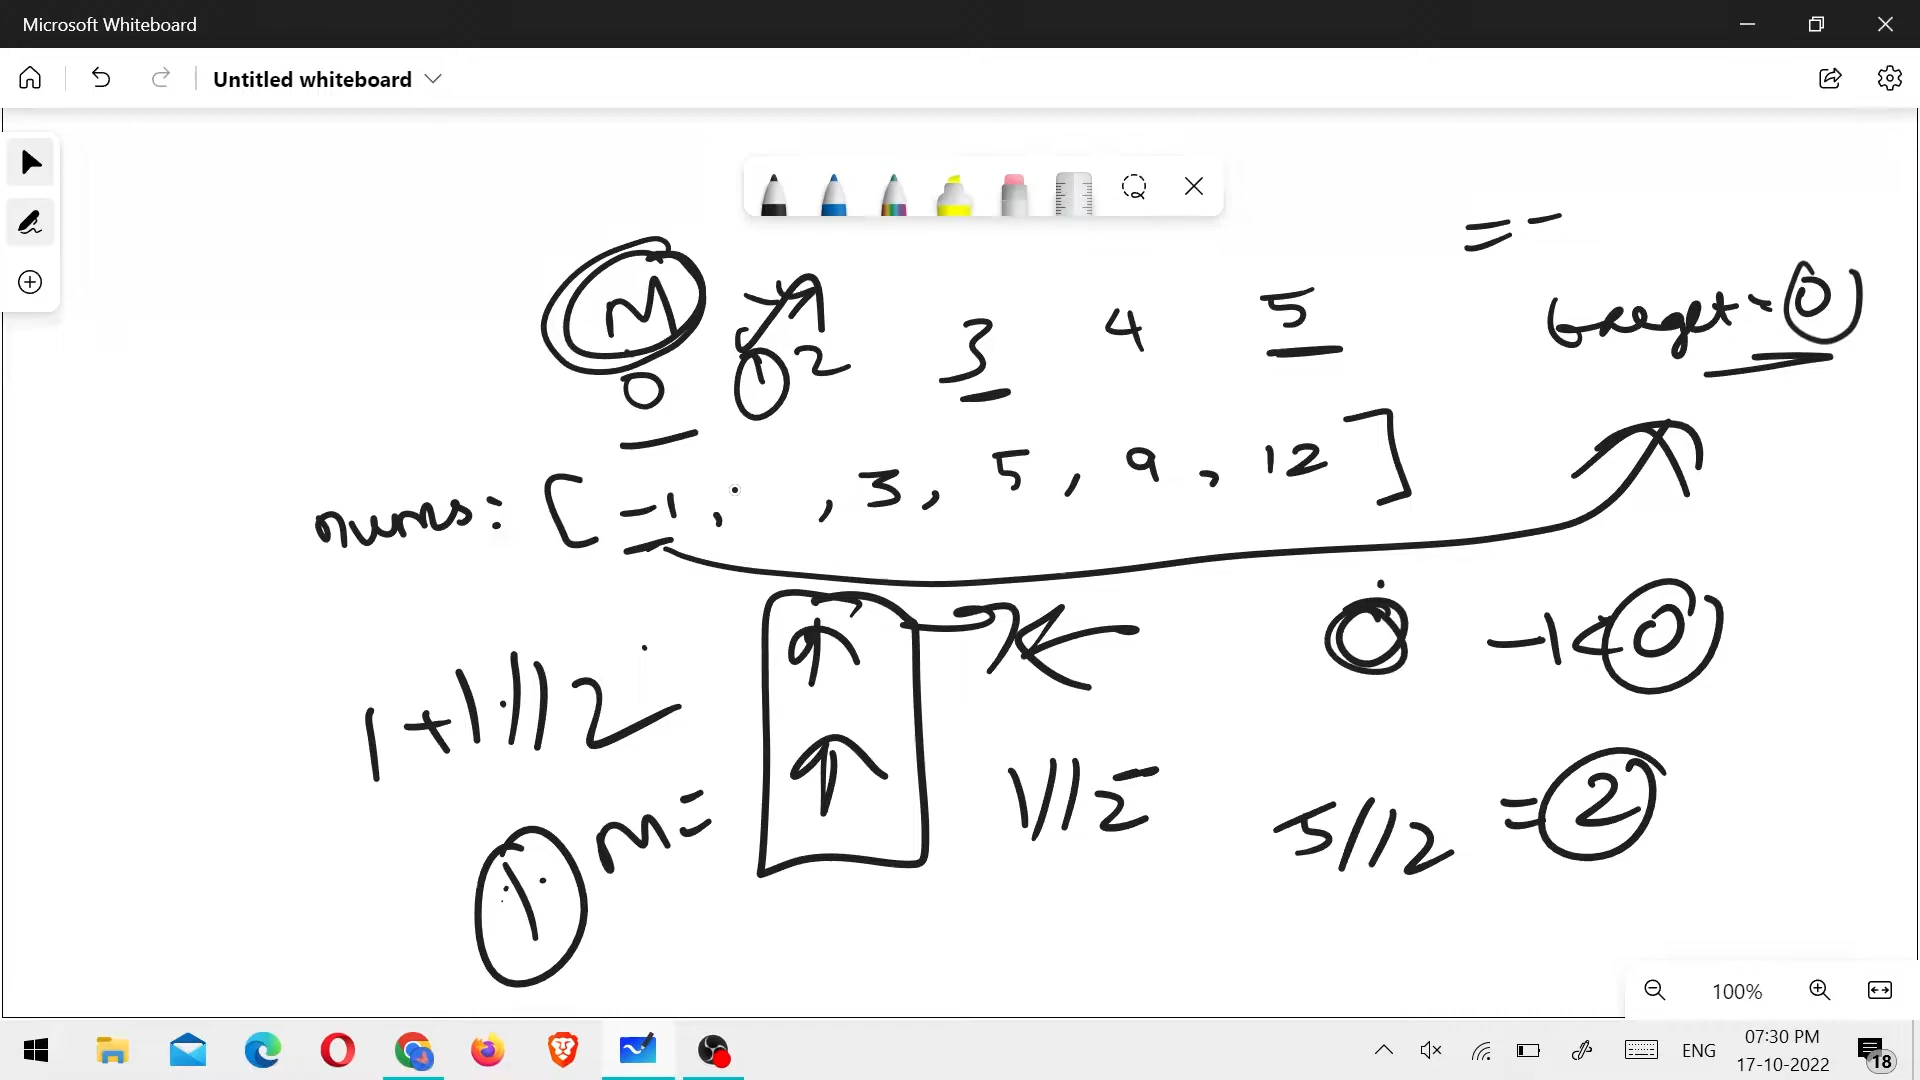 Microsoft Whiteboard
Untitled whiteboard
= -
M
target - 0
0 1 2 3 4 5
nums: [ -1, , 3, 5, 9, 12 ]
0 -1 < 0
1 + 1 // 2
1 m = 1 // 2 5 // 2 = 2
100%
07:30 PM
ENG
17-10-2022
18